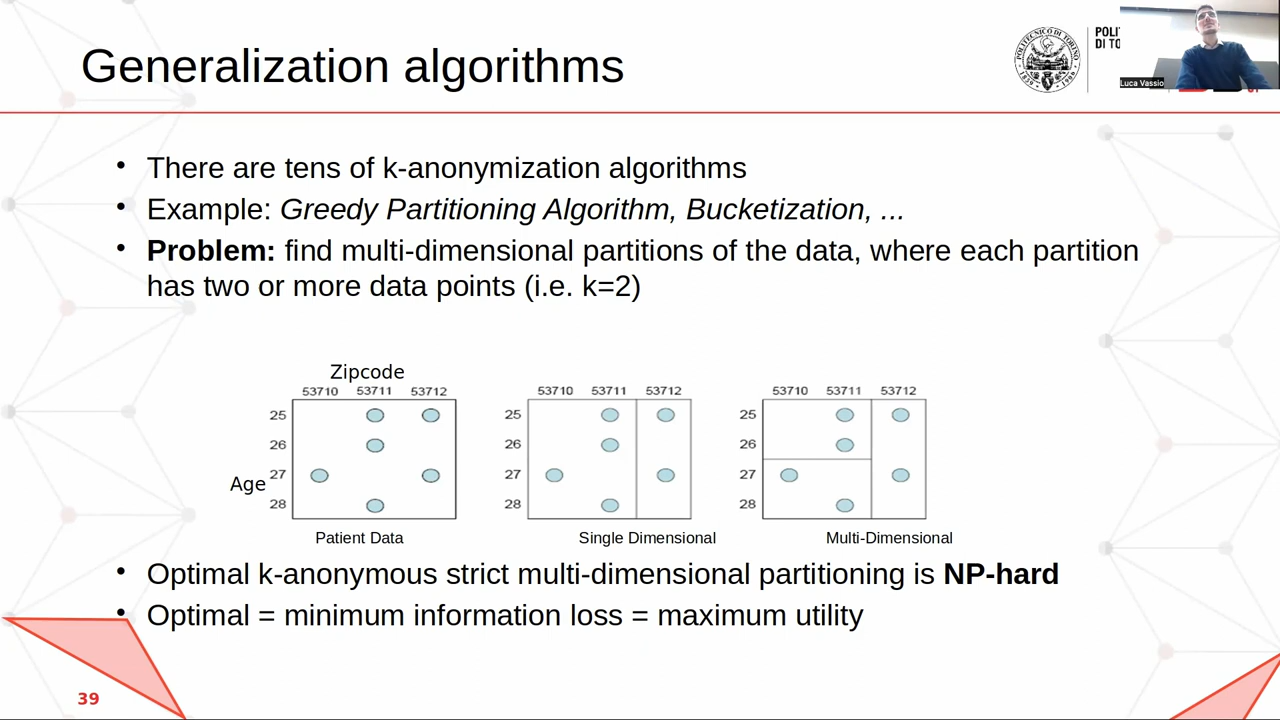 Generalization algorithms
POLI
DI TO
Luca Vassio
• There are tens of k-anonymization algorithms
• Example: Greedy Partitioning Algorithm, Bucketization, ...
• Problem: find multi-dimensional partitions of the data, where each partition
has two or more data points (i.e. k=2)
Zipcode
53710 53711 53712
25
26
Age 27
28
Patient Data
53710 53711 53712
25
26
27
28
Single Dimensional
53710 53711 53712
25
26
27
28
Multi-Dimensional
• Optimal k-anonymous strict multi-dimensional partitioning is NP-hard
• Optimal = minimum information loss = maximum utility
39